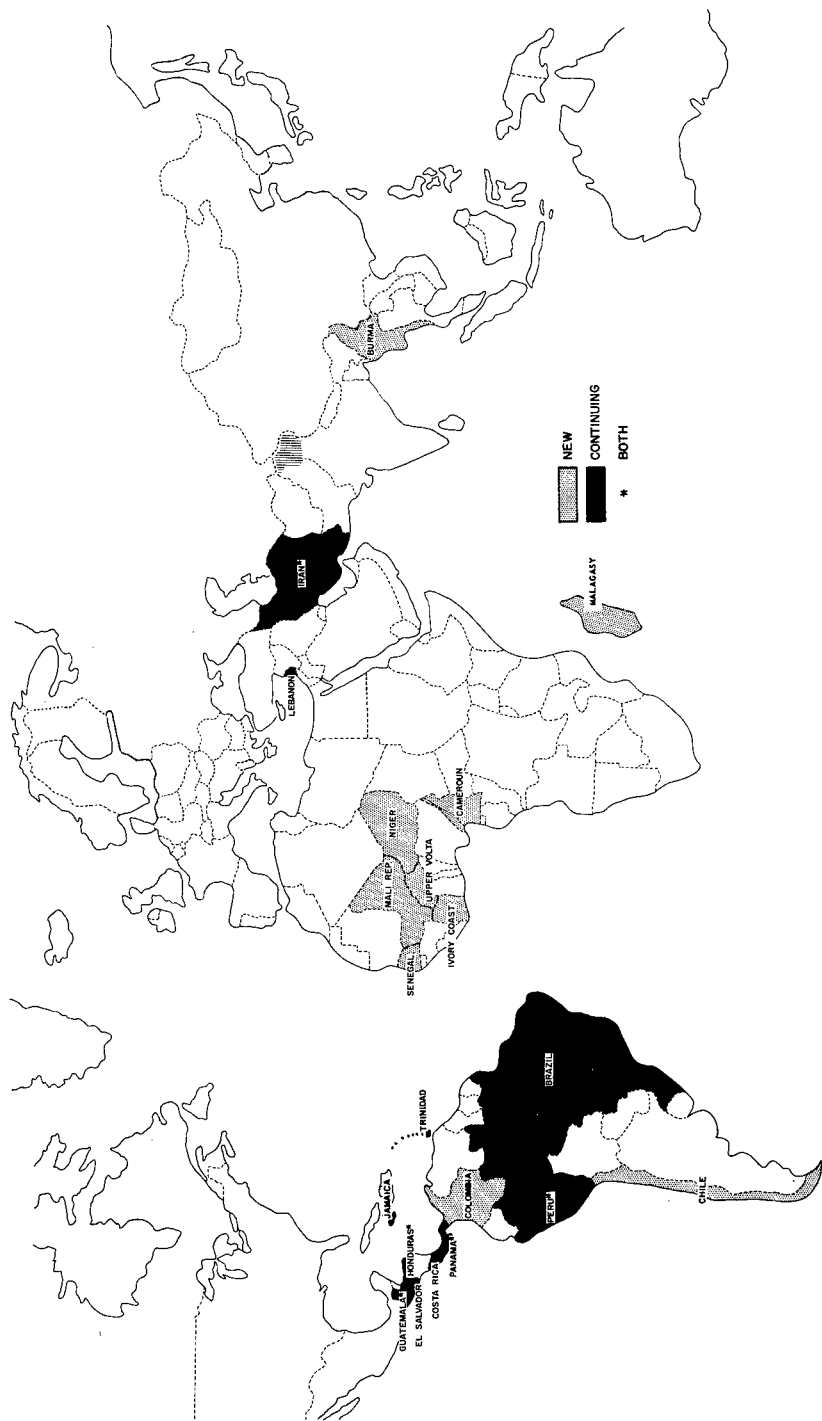 GUATEMALA*
HONDURAS*
EL SALVADOR
COSTA RICA
PANAMA*
JAMAICA
TRINIDAD
COLOMBIA
PERU*
BRAZIL
CHILE
SENEGAL
MALI REP.
IVORY COAST
UPPER VOLTA
NIGER
CAMEROUN
LEBANON
IRAN*
MALAGASY
BURMA
NEW
CONTINUING
* BOTH